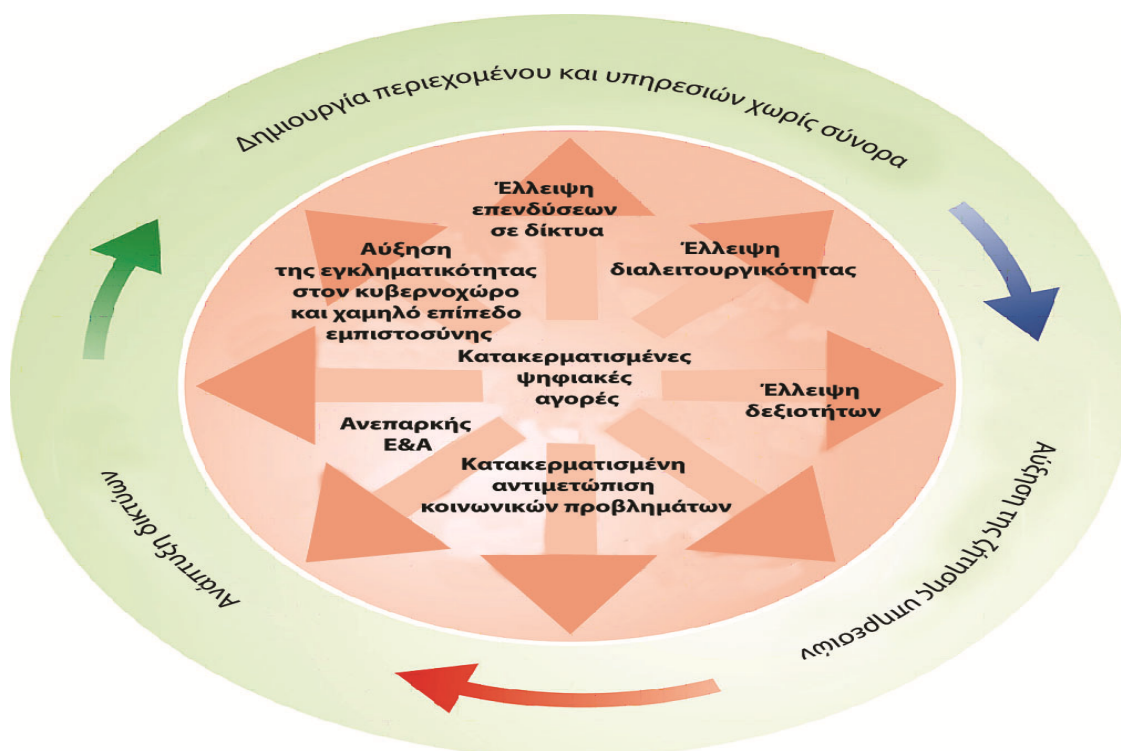 Δημιουργία περιεχομένου και υπηρεσιών χωρίς σύνορα
Έλλειψη
επενδύσεων
σε δίκτυα
Αύξηση
της εγκληματικότητας
στον κυβερνοχώρο
και χαμηλό επίπεδο
εμπιστοσύνης
Έλλειψη
διαλειτουργικότητας
Κατακερματισμένες
ψηφιακές
αγορές
Έλλειψη
δεξιοτήτων
Ανεπαρκής
Ε&Α
Κατακερματισμένη
αντιμετώπιση
κοινωνικών προβλημάτων
Αύξηση της ζήτησης υπηρεσιών
Ανάπτυξη δικτύων